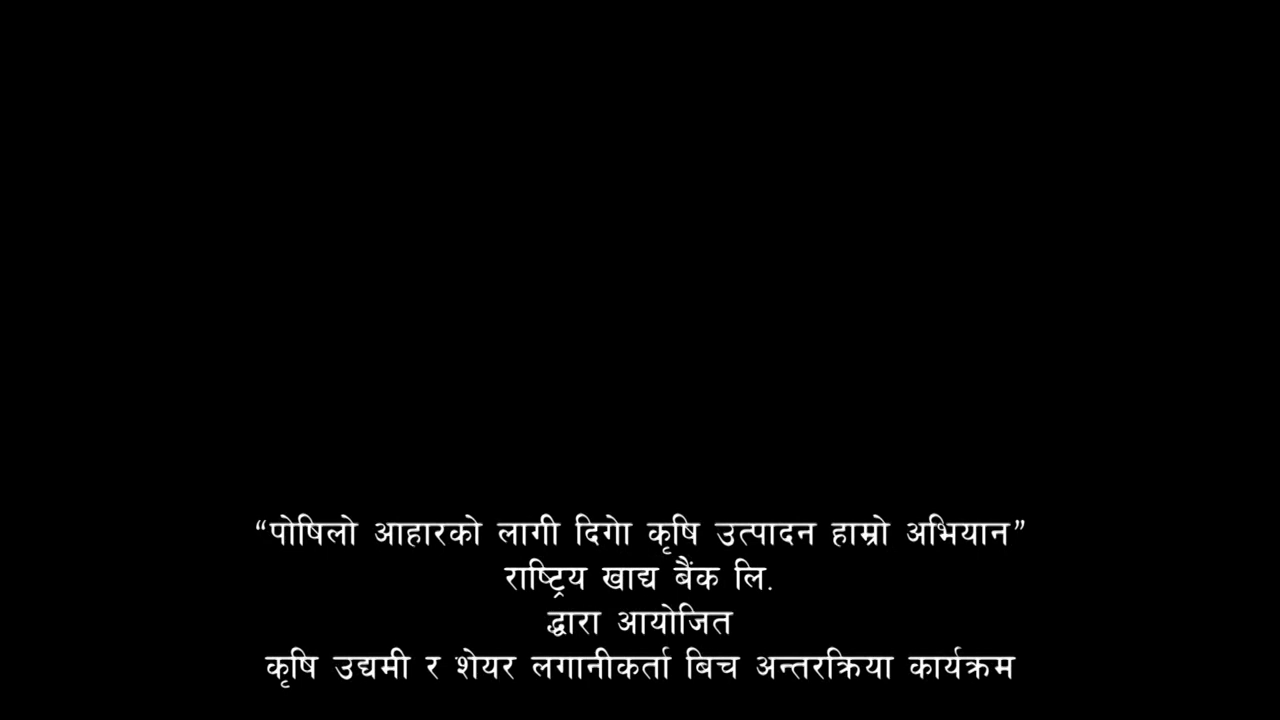 “पोषिलो आहारको लागी दिगो कृषि उत्पादन हाम्रो अभियान”
राष्ट्रिय खाद्य बैंक लि.
द्धारा आयोजित
कृषि उद्यमी र शेयर लगानीकर्ता बिच अन्तरक्रिया कार्यक्रम